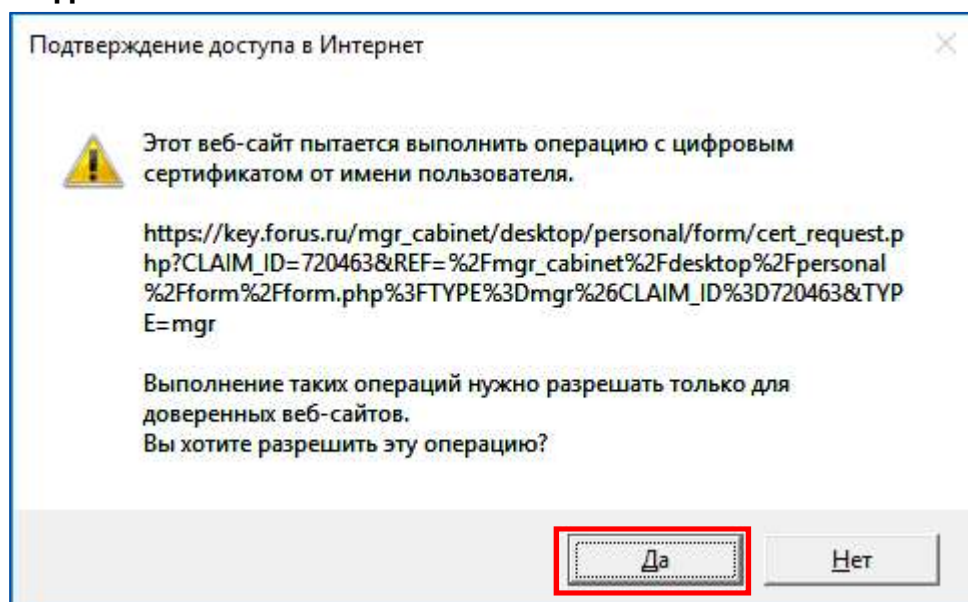 Подтверждение доступа в Интернет
Этот веб-сайт пытается выполнить операцию с цифровым
сертификатом от имени пользователя.
https://key.forus.ru/mgr_cabinet/desktop/personal/form/cert_request.p
hp?CLAIM_ID=720463&REF=%2Fmgr_cabinet%2Fdesktop%2Fpersonal
%2Fform%2Fform.php%3FTYPE%3Dmgr%26CLAIM_ID%3D720463&TYP
E=mgr
Выполнение таких операций нужно разрешать только для
доверенных веб-сайтов.
Вы хотите разрешить эту операцию?
Да
Нет